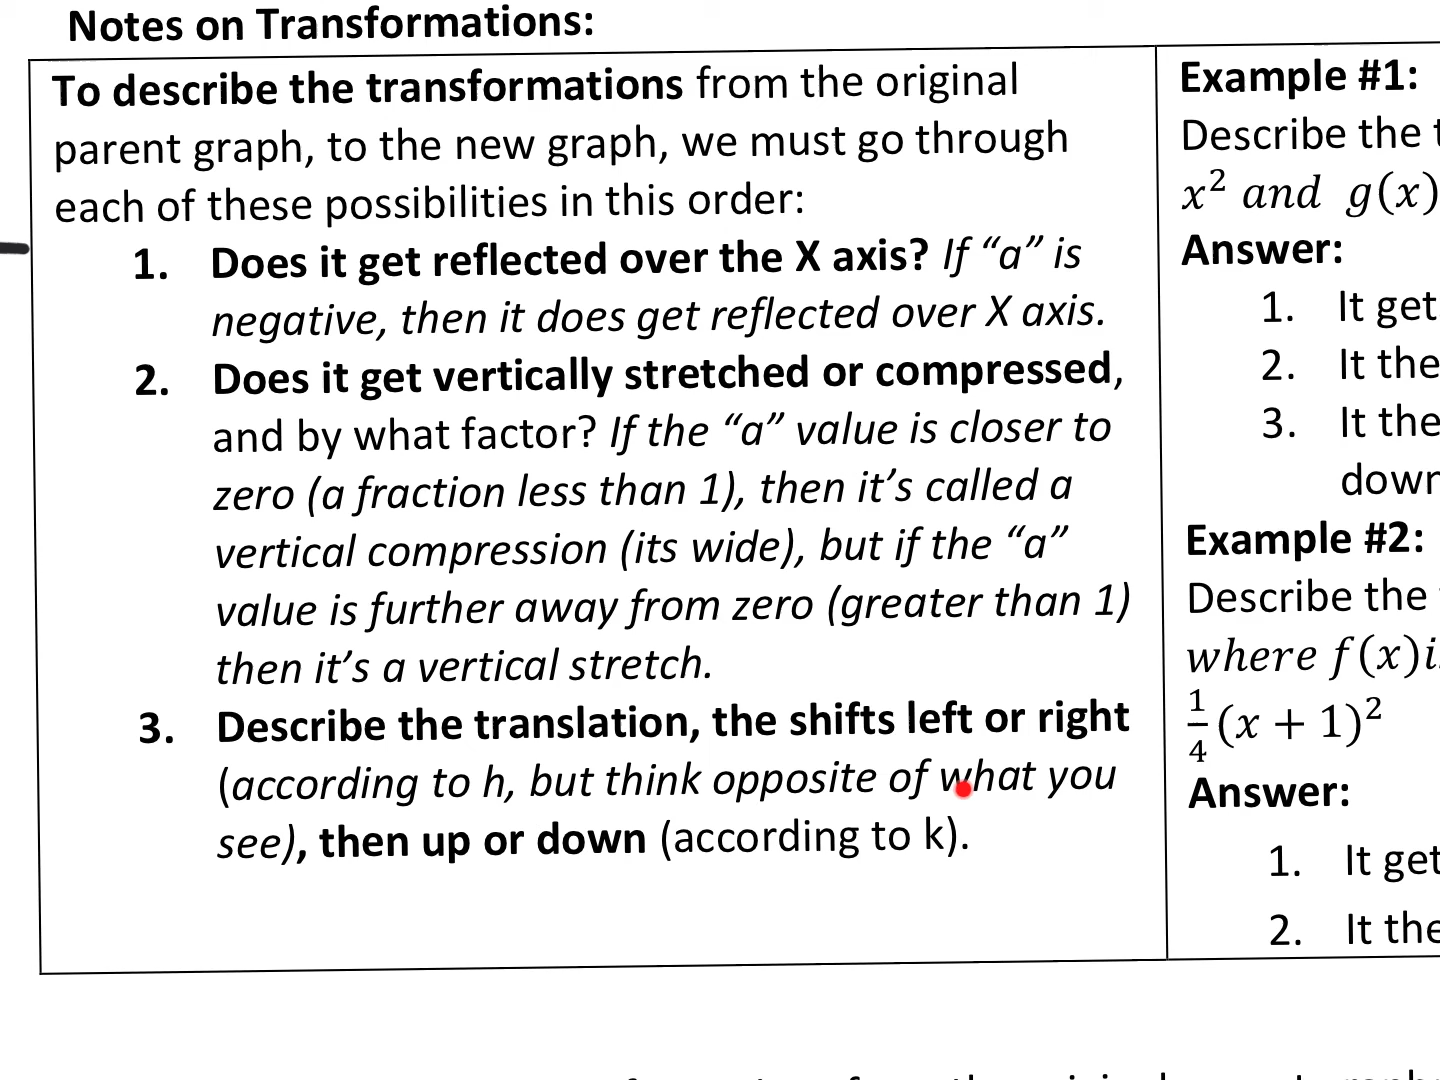 Notes on Transformations:
To describe the transformations from the original
parent graph, to the new graph, we must go through
each of these possibilities in this order:
1. Does it get reflected over the X axis? If “a” is
negative, then it does get reflected over X axis.
2. Does it get vertically stretched or compressed,
and by what factor? If the “a” value is closer to
zero (a fraction less than 1), then it’s called a
vertical compression (its wide), but if the “a”
value is further away from zero (greater than 1)
then it’s a vertical stretch.
3. Describe the translation, the shifts left or right
(according to h, but think opposite of what you
see), then up or down (according to k).
Example #1:
Describe the
x² and g(x)
Answer:
1. It get
2. It the
3. It the
down
Example #2:
Describe the
where f(x)
1/4 (x + 1)²
Answer:
1. It get
2. It the